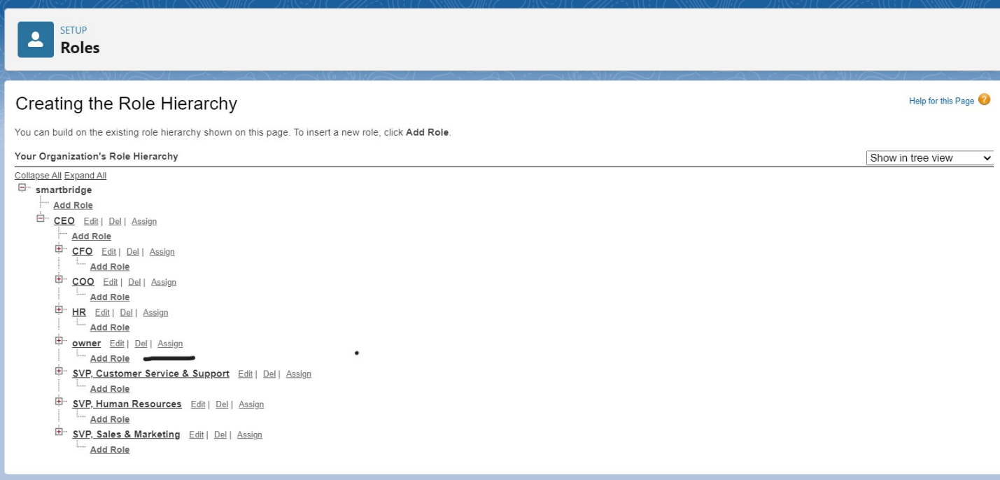 SETUP
Roles
Creating the Role Hierarchy
Help for this Page ?
You can build on the existing role hierarchy shown on this page. To insert a new role, click Add Role.
Your Organization's Role Hierarchy
Show in tree view
Collapse All Expand All
smartbridge
Add Role
CEO Edit | Del | Assign
Add Role
CFO Edit | Del | Assign
Add Role
COO Edit | Del | Assign
Add Role
HR Edit | Del | Assign
Add Role
owner Edit | Del | Assign
Add Role
SVP, Customer Service & Support Edit | Del | Assign
Add Role
SVP, Human Resources Edit | Del | Assign
Add Role
SVP, Sales & Marketing Edit | Del | Assign
Add Role